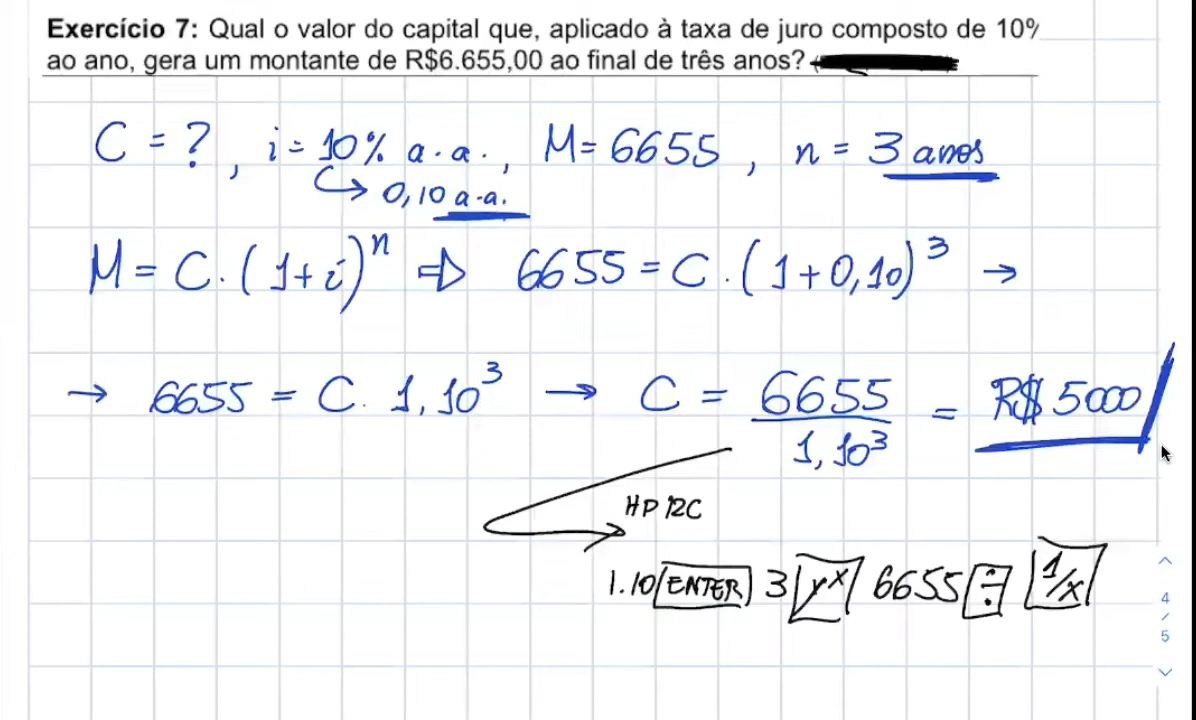 Exercício 7: Qual o valor do capital que, aplicado à taxa de juro composto de 10%
ao ano, gera um montante de R$6.655,00 ao final de três anos?
C = ? , i = 10% a.a., M = 6655 , n = 3 anos
↳ 0,10 a.a.
M = C . (1+i)^n ⇒ 6655 = C . (1+0,10)^3 →
→ 6655 = C. 1,10^3 → C = 6655 / 1,10^3 = R$ 5000
HP 12C
1.10 ENTER 3 y^x 6655 ÷ 1/x
4
/
5